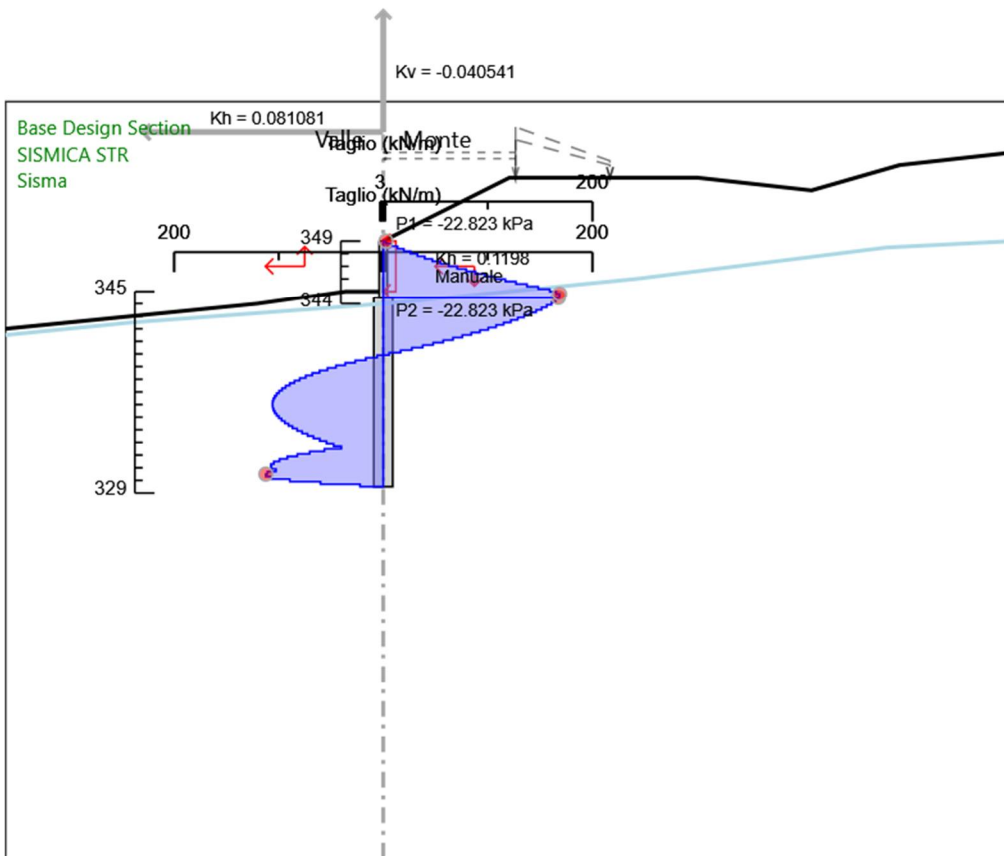 Kv = -0.040541
Kh = 0.081081
Base Design Section
SISMICA STR
Sisma
Valle Monte
Taglio (kN/m)
3 200
Taglio (kN/m)
P1 = -22.823 kPa
200 200
349
Kh = 0.1198
Manuale
345
344
P2 = -22.823 kPa
329